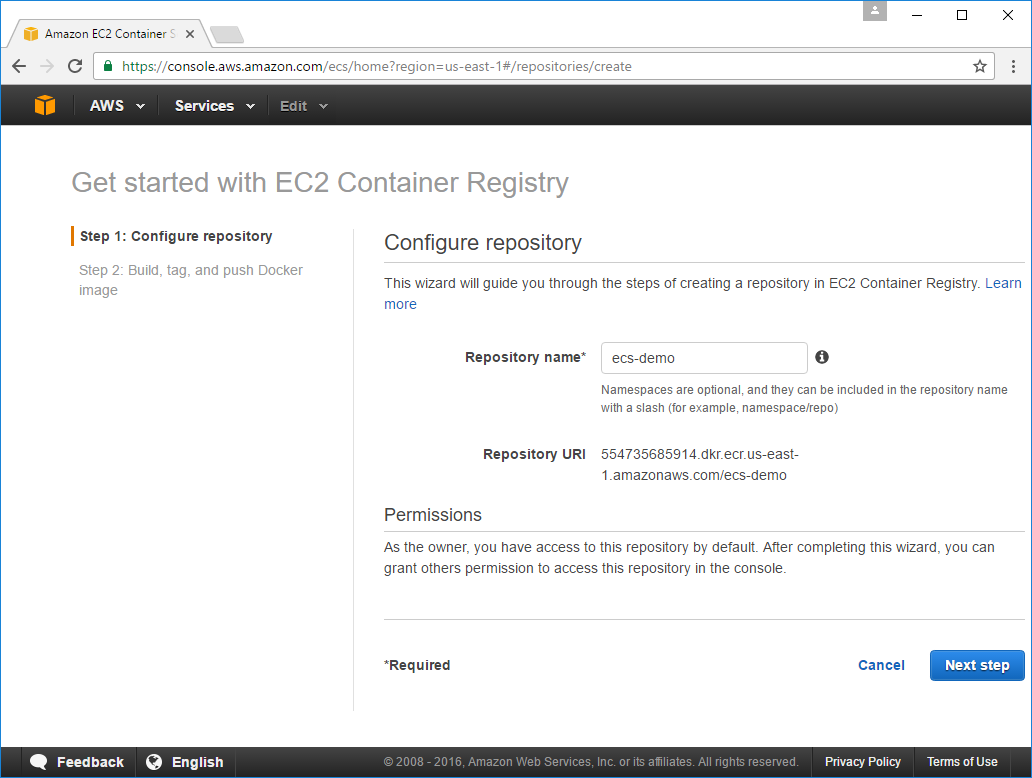 Amazon EC2 Container S
https://console.aws.amazon.com/ecs/home?region=us-east-1#/repositories/create
AWS Services Edit
Get started with EC2 Container Registry
Step 1: Configure repository
Step 2: Build, tag, and push Docker
image
Configure repository
This wizard will guide you through the steps of creating a repository in EC2 Container Registry. Learn
more
Repository name* ecs-demo
Namespaces are optional, and they can be included in the repository name
with a slash (for example, namespace/repo)
Repository URI 554735685914.dkr.ecr.us-east-
1.amazonaws.com/ecs-demo
Permissions
As the owner, you have access to this repository by default. After completing this wizard, you can
grant others permission to access this repository in the console.
*Required Cancel Next step
Feedback English © 2008 - 2016, Amazon Web Services, Inc. or its affiliates. All rights reserved. Privacy Policy Terms of Use